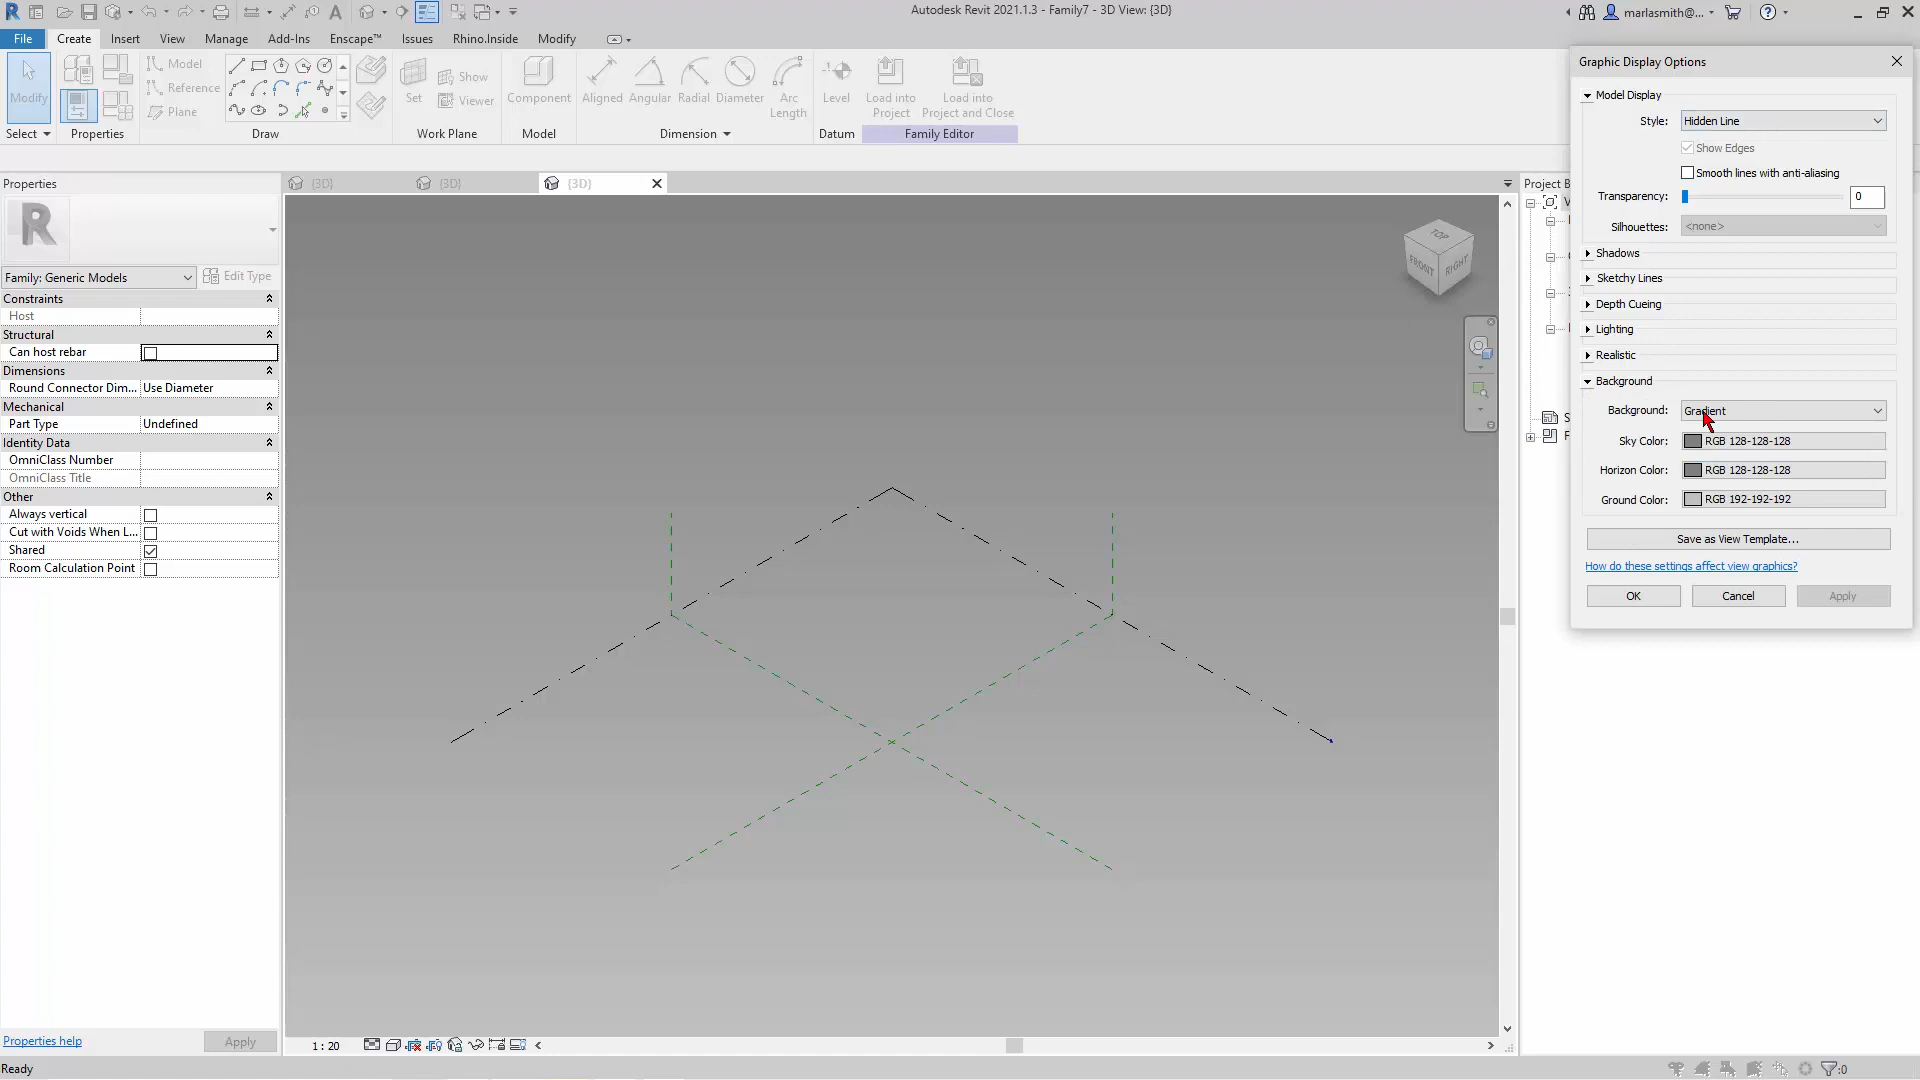 Autodesk Revit 2021.1.3 - Family7 - 3D View: {3D}
marlasmith@...
File Create Insert View Manage Add-Ins Enscape™ Issues Rhino.Inside Modify
Modify
Select
Properties
Model
Reference
Plane
Draw
Set
Show
Viewer
Work Plane
Component
Model
Aligned Angular Radial Diameter Arc
Length
Dimension
Level
Datum
Load into
Project
Load into
Project and Close
Family Editor
Properties
R
Family: Generic Models
Edit Type
Constraints
Host
Structural
Can host rebar
Dimensions
Round Connector Dim... Use Diameter
Mechanical
Part Type Undefined
Identity Data
OmniClass Number
OmniClass Title
Other
Always vertical
Cut with Voids When L...
Shared
Room Calculation Point
Properties help
Apply
Ready
{3D} {3D} {3D}
TOP
FRONT RIGHT
1 : 20
Project B
Graphic Display Options
Model Display
Style: Hidden Line
Show Edges
Smooth lines with anti-aliasing
Transparency: 0
Silhouettes: <none>
Shadows
Sketchy Lines
Depth Cueing
Lighting
Realistic
Background
Background: Gradient
Sky Color: RGB 128-128-128
Horizon Color: RGB 128-128-128
Ground Color: RGB 192-192-192
Save as View Template...
How do these settings affect view graphics?
OK Cancel Apply
:0